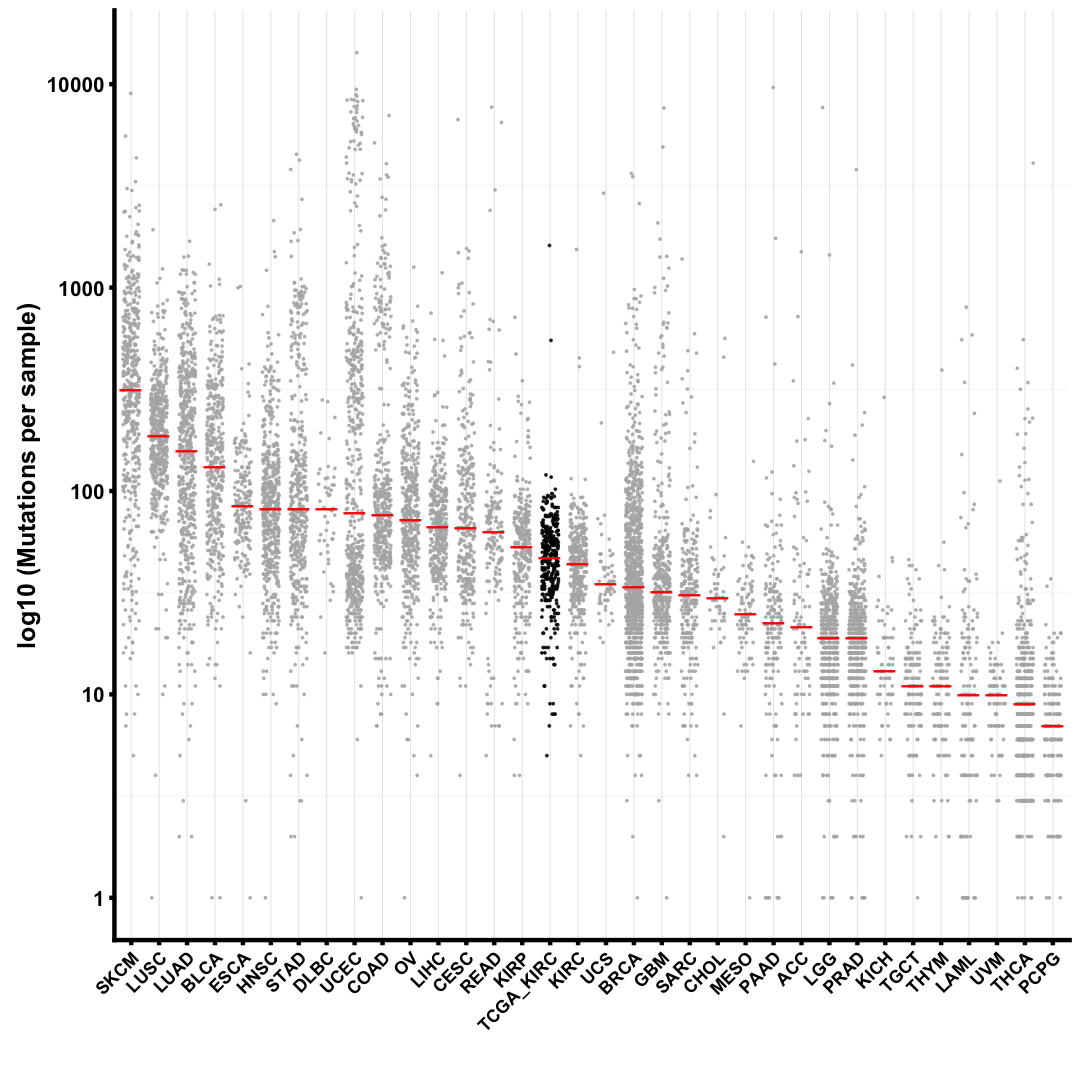 log10 (Mutations per sample)
10000
1000
100
10
1
SKCM
LUSC
LUAD
BLCA
ESCA
HNSC
STAD
DLBC
UCEC
COAD
OV
LIHC
CESC
READ
KIRP
TCGA_KIRC
KIRC
UCS
BRCA
GBM
SARC
CHOL
MESO
PAAD
ACC
LGG
PRAD
KICH
TGCT
THYM
LAML
UVM
THCA
PCPG